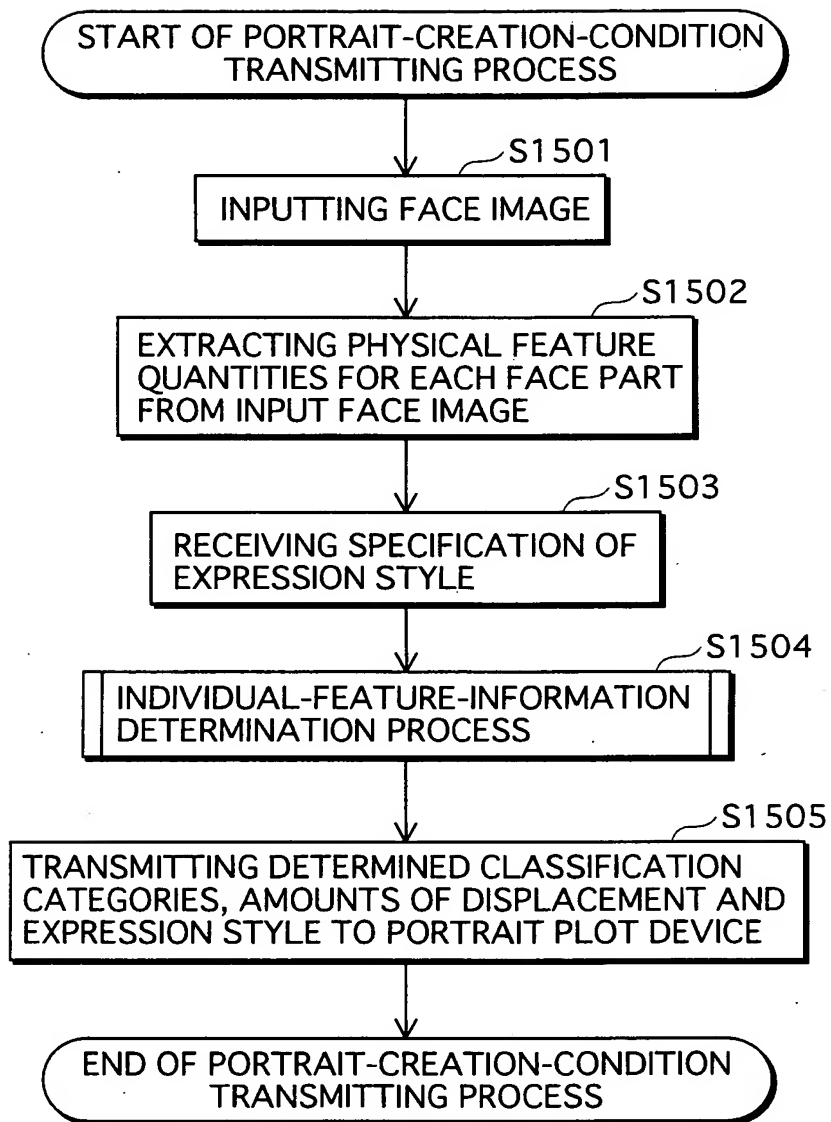 START OF PORTRAIT-CREATION-CONDITION
TRANSMITTING PROCESS
S1501
INPUTTING FACE IMAGE
S1502
EXTRACTING PHYSICAL FEATURE
QUANTITIES FOR EACH FACE PART
FROM INPUT FACE IMAGE
S1503
RECEIVING SPECIFICATION OF
EXPRESSION STYLE
S1504
INDIVIDUAL-FEATURE-INFORMATION
DETERMINATION PROCESS
S1505
TRANSMITTING DETERMINED CLASSIFICATION
CATEGORIES, AMOUNTS OF DISPLACEMENT AND
EXPRESSION STYLE TO PORTRAIT PLOT DEVICE
END OF PORTRAIT-CREATION-CONDITION
TRANSMITTING PROCESS